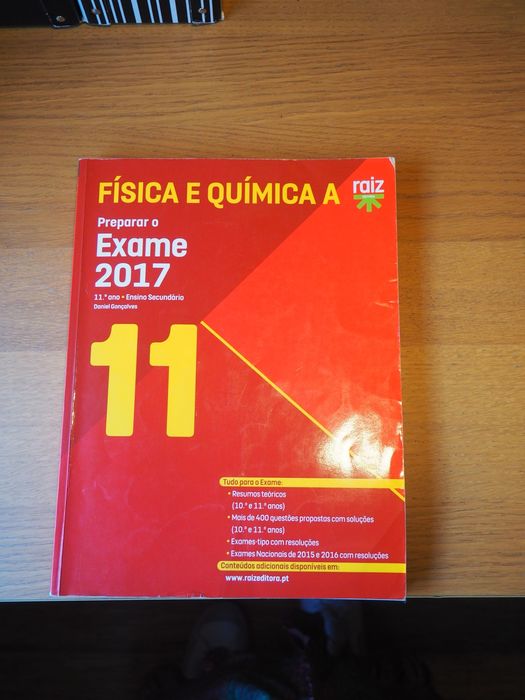 FÍSICA E QUÍMICA A
raiz
Preparar o
Exame
2017
11.º ano • Ensino Secundário
Daniel Gonçalves
11
Tudo para o Exame:
• Resumos teóricos
(10.º e 11.º anos)
• Mais de 400 questões propostas com soluções
(10.º e 11.º anos)
• Exames-tipo com resoluções
• Exames Nacionais de 2015 e 2016 com resoluções
Conteúdos adicionais disponíveis em:
www.raizeditora.pt